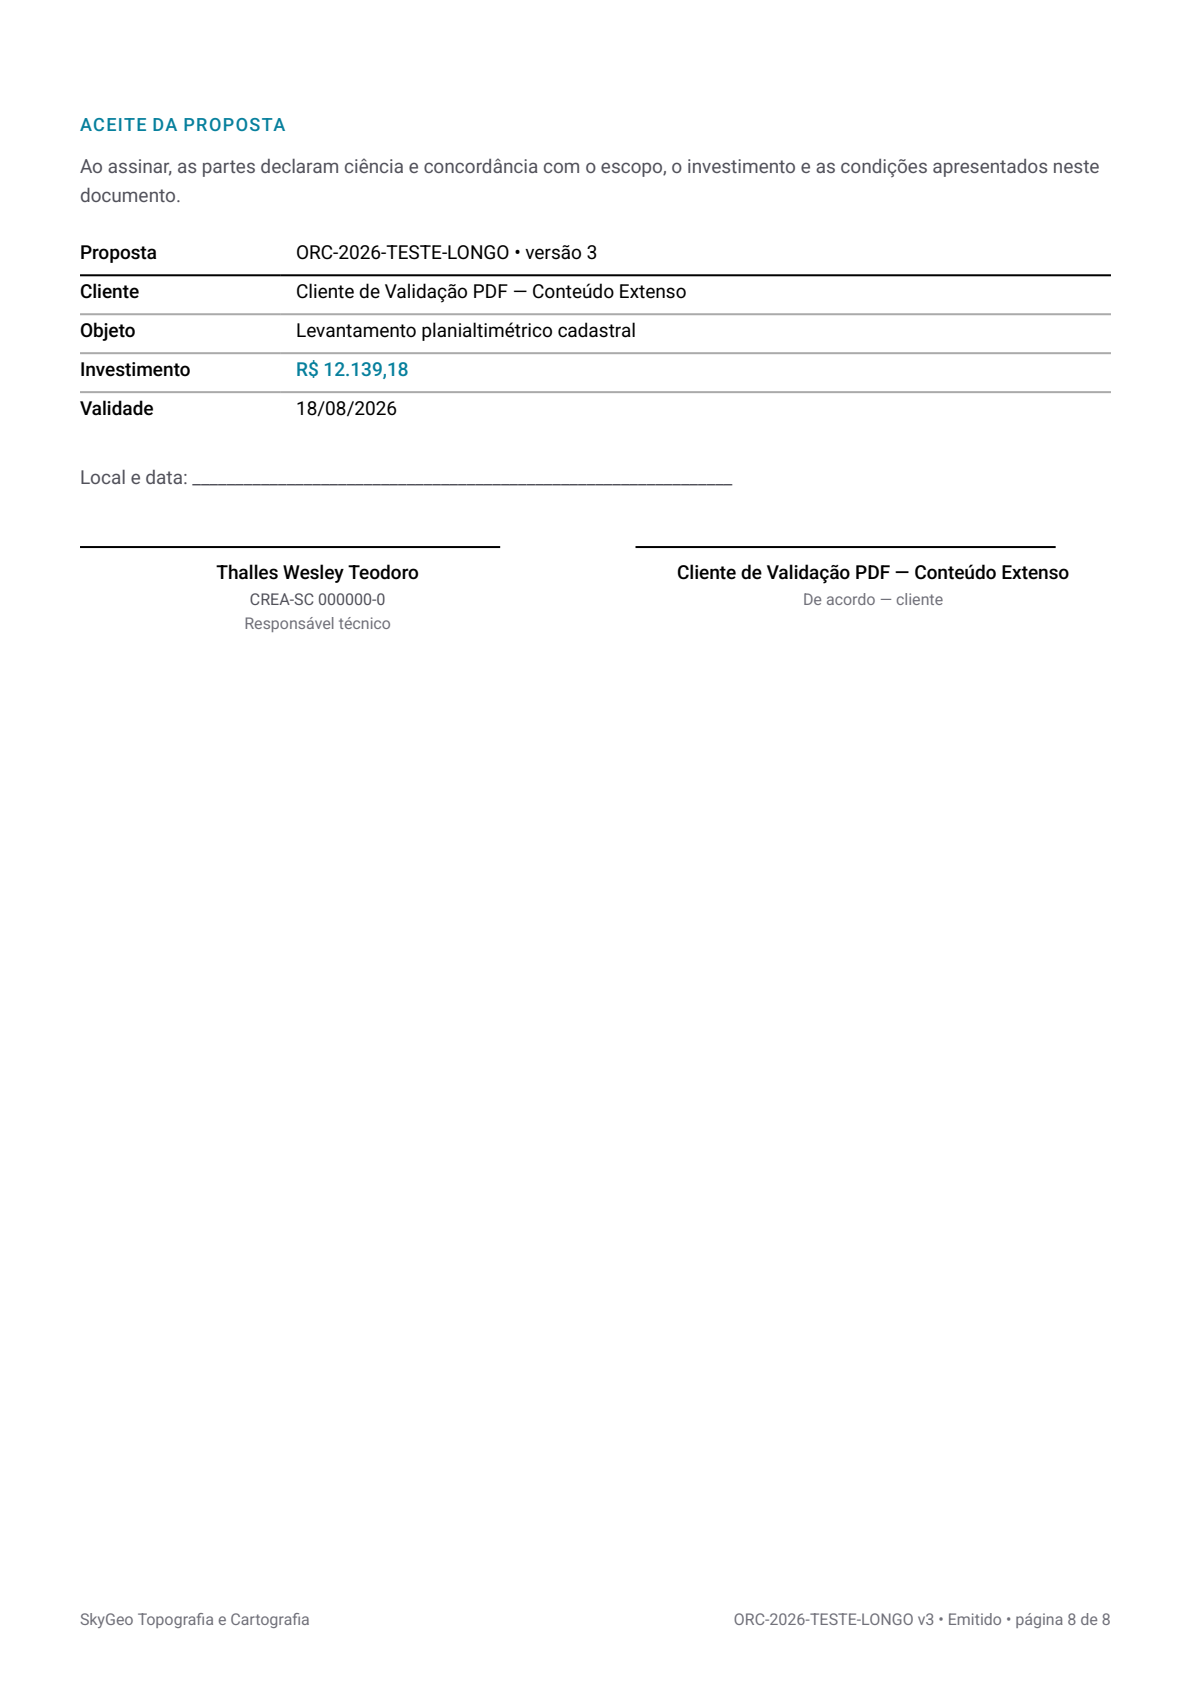 ACEITE DA PROPOSTA
Ao assinar, as partes declaram ciência e concordância com o escopo, o investimento e as condições apresentados neste
documento.
Proposta ORC-2026-TESTE-LONGO • versão 3
Cliente Cliente de Validação PDF — Conteúdo Extenso
Objeto Levantamento planialtimétrico cadastral
Investimento R$ 12.139,18
Validade 18/08/2026
Local e data: ______________________________________________________
Thalles Wesley Teodoro
CREA-SC 000000-0
Responsável técnico
Cliente de Validação PDF — Conteúdo Extenso
De acordo — cliente
SkyGeo Topografia e Cartografia
ORC-2026-TESTE-LONGO v3 • Emitido • página 8 de 8